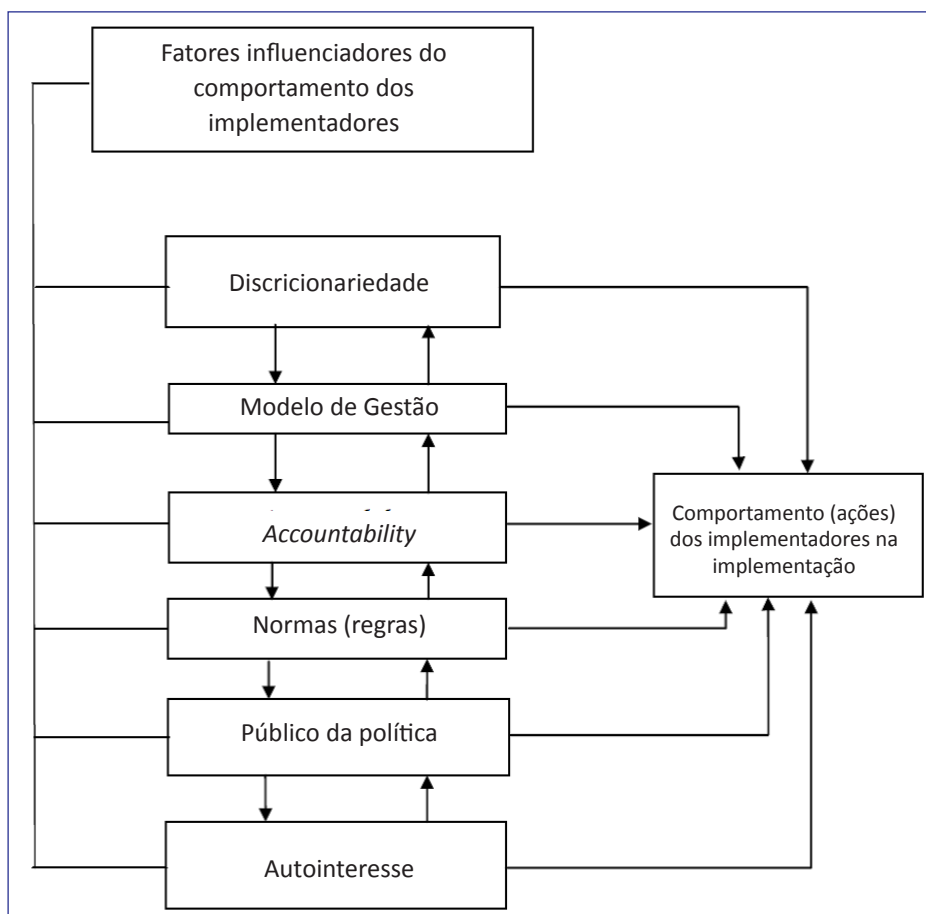 Fatores influenciadores do
comportamento dos
implementadores
Discricionariedade
Modelo de Gestão
Accountability
Normas (regras)
Público da política
Autointeresse
Comportamento (ações)
dos implementadores na
implementação